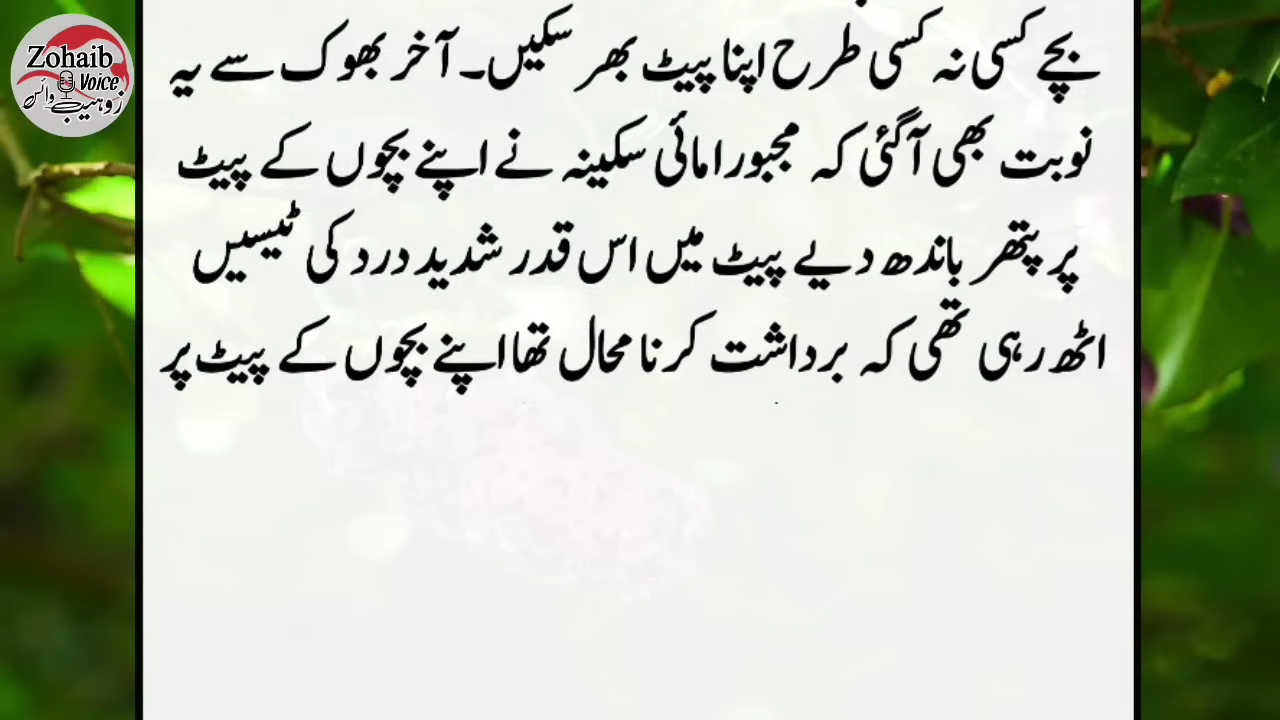 Zohaib
Voice
زوہیب وائس
بچے کسی نہ کسی طرح اپنا پیٹ بھر سکیں۔ آخر بھوک سے یہ
نوبت بھی آگئی کہ مجبورا مائی سکینہ نے اپنے بچوں کے پیٹ
پر پتھر باندھ دیے پیٹ میں اس قدر شدید درد کی ٹیسیں
اٹھ رہی تھی کہ برداشت کرنا محال تھا اپنے بچوں کے پیٹ پر